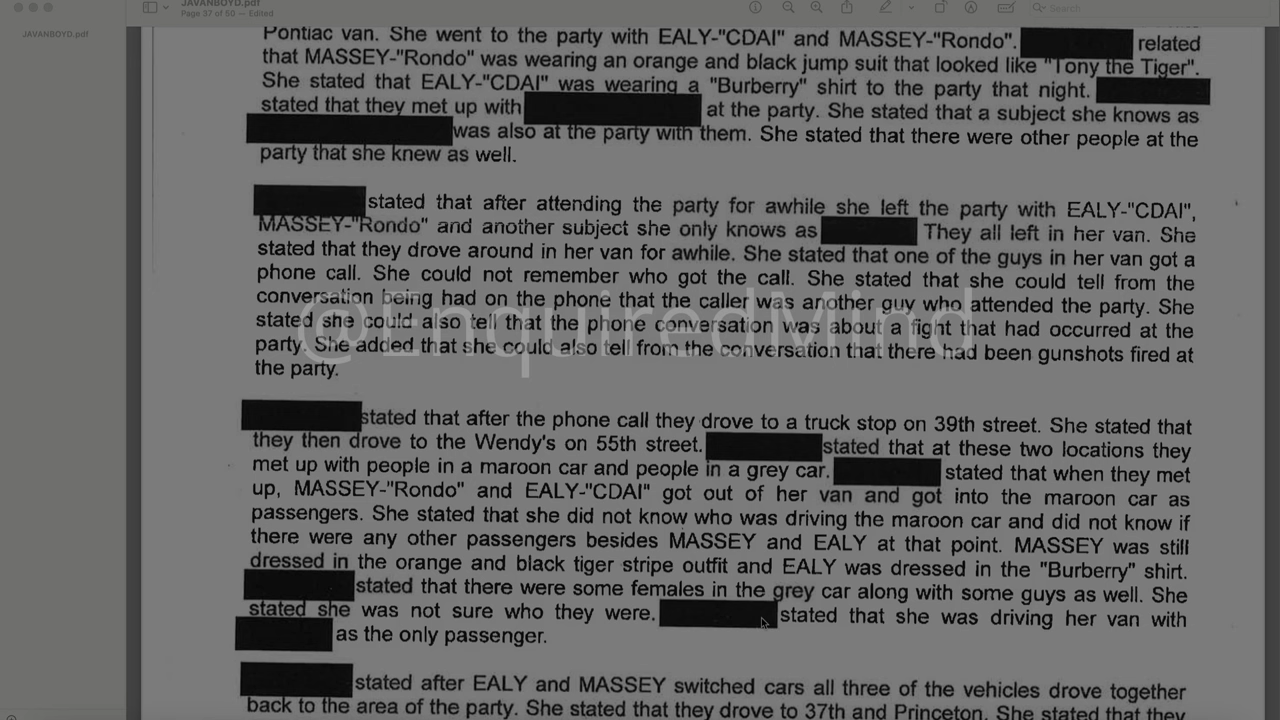 JAVANBOYD.pdf
Page 37 of 50 — Edited
Search
JAVANBOYD.pdf
Pontiac van. She went to the party with EALY-"CDAI" and MASSEY-"Rondo". related
that MASSEY-"Rondo" was wearing an orange and black jump suit that looked like "Tony the Tiger".
She stated that EALY-"CDAI" was wearing a "Burberry" shirt to the party that night.
stated that they met up with at the party. She stated that a subject she knows as
was also at the party with them. She stated that there were other people at the
party that she knew as well.
stated that after attending the party for awhile she left the party with EALY-"CDAI",
MASSEY-"Rondo" and another subject she only knows as They all left in her van. She
stated that they drove around in her van for awhile. She stated that one of the guys in her van got a
phone call. She could not remember who got the call. She stated that she could tell from the
conversation being had on the phone that the caller was another guy who attended the party. She
stated she could also tell that the phone conversation was about a fight that had occurred at the
party. She added that she could also tell from the conversation that there had been gunshots fired at
the party.
@EnquiredMind
stated that after the phone call they drove to a truck stop on 39th street. She stated that
they then drove to the Wendy's on 55th street. stated that at these two locations they
met up with people in a maroon car and people in a grey car. stated that when they met
up, MASSEY-"Rondo" and EALY-"CDAI" got out of her van and got into the maroon car as
passengers. She stated that she did not know who was driving the maroon car and did not know if
there were any other passengers besides MASSEY and EALY at that point. MASSEY was still
dressed in the orange and black tiger stripe outfit and EALY was dressed in the "Burberry" shirt.
stated that there were some females in the grey car along with some guys as well. She
stated she was not sure who they were. stated that she was driving her van with
as the only passenger.
stated after EALY and MASSEY switched cars all three of the vehicles drove together
back to the area of the party. She stated that they drove to 37th and Princeton. She stated that they